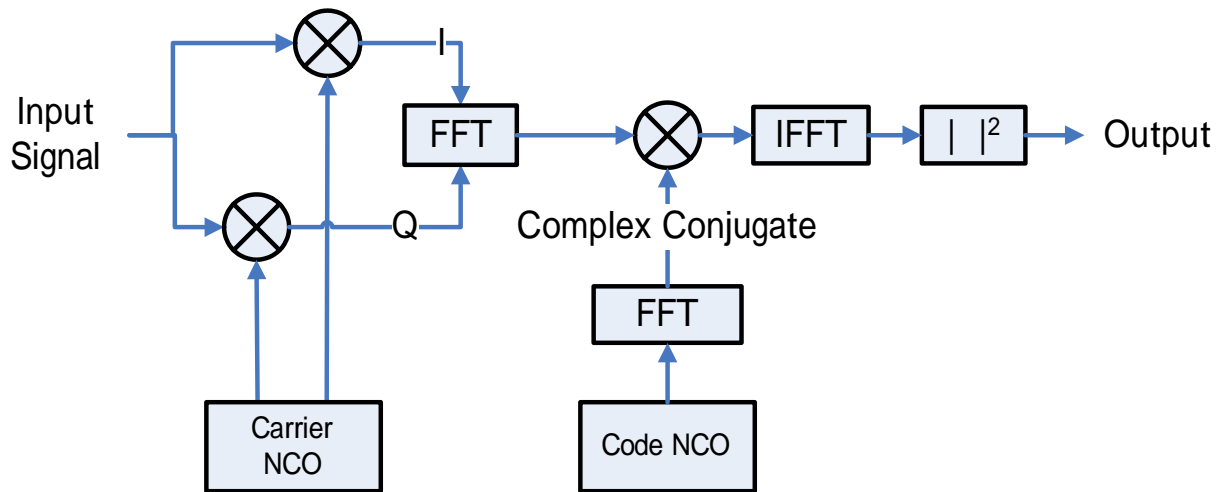 I
Input
Signal
FFT
IFFT
| |²
Output
Q
Complex Conjugate
FFT
Carrier
NCO
Code NCO